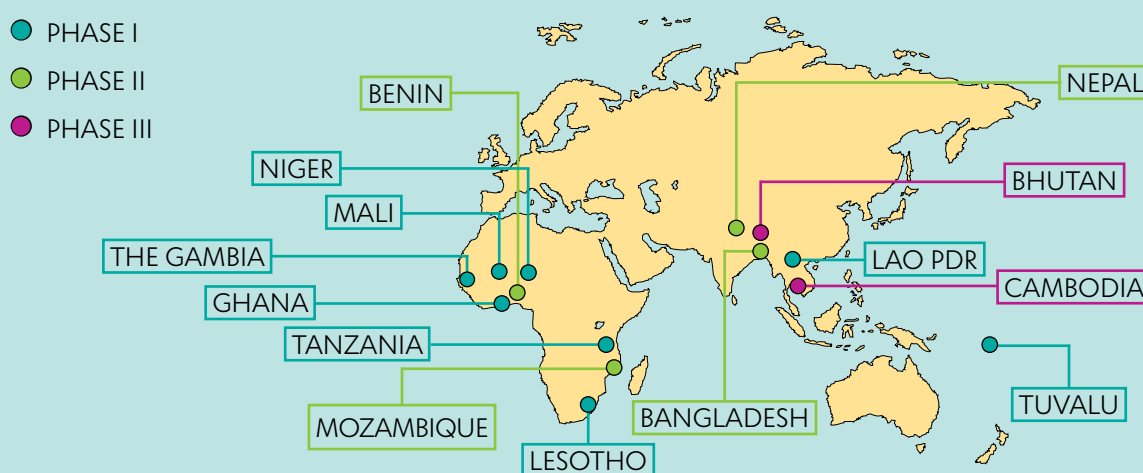 PHASE I
PHASE II
PHASE III
BENIN
NEPAL
NIGER
BHUTAN
MALI
THE GAMBIA
LAO PDR
GHANA
CAMBODIA
TANZANIA
TUVALU
MOZAMBIQUE
BANGLADESH
LESOTHO